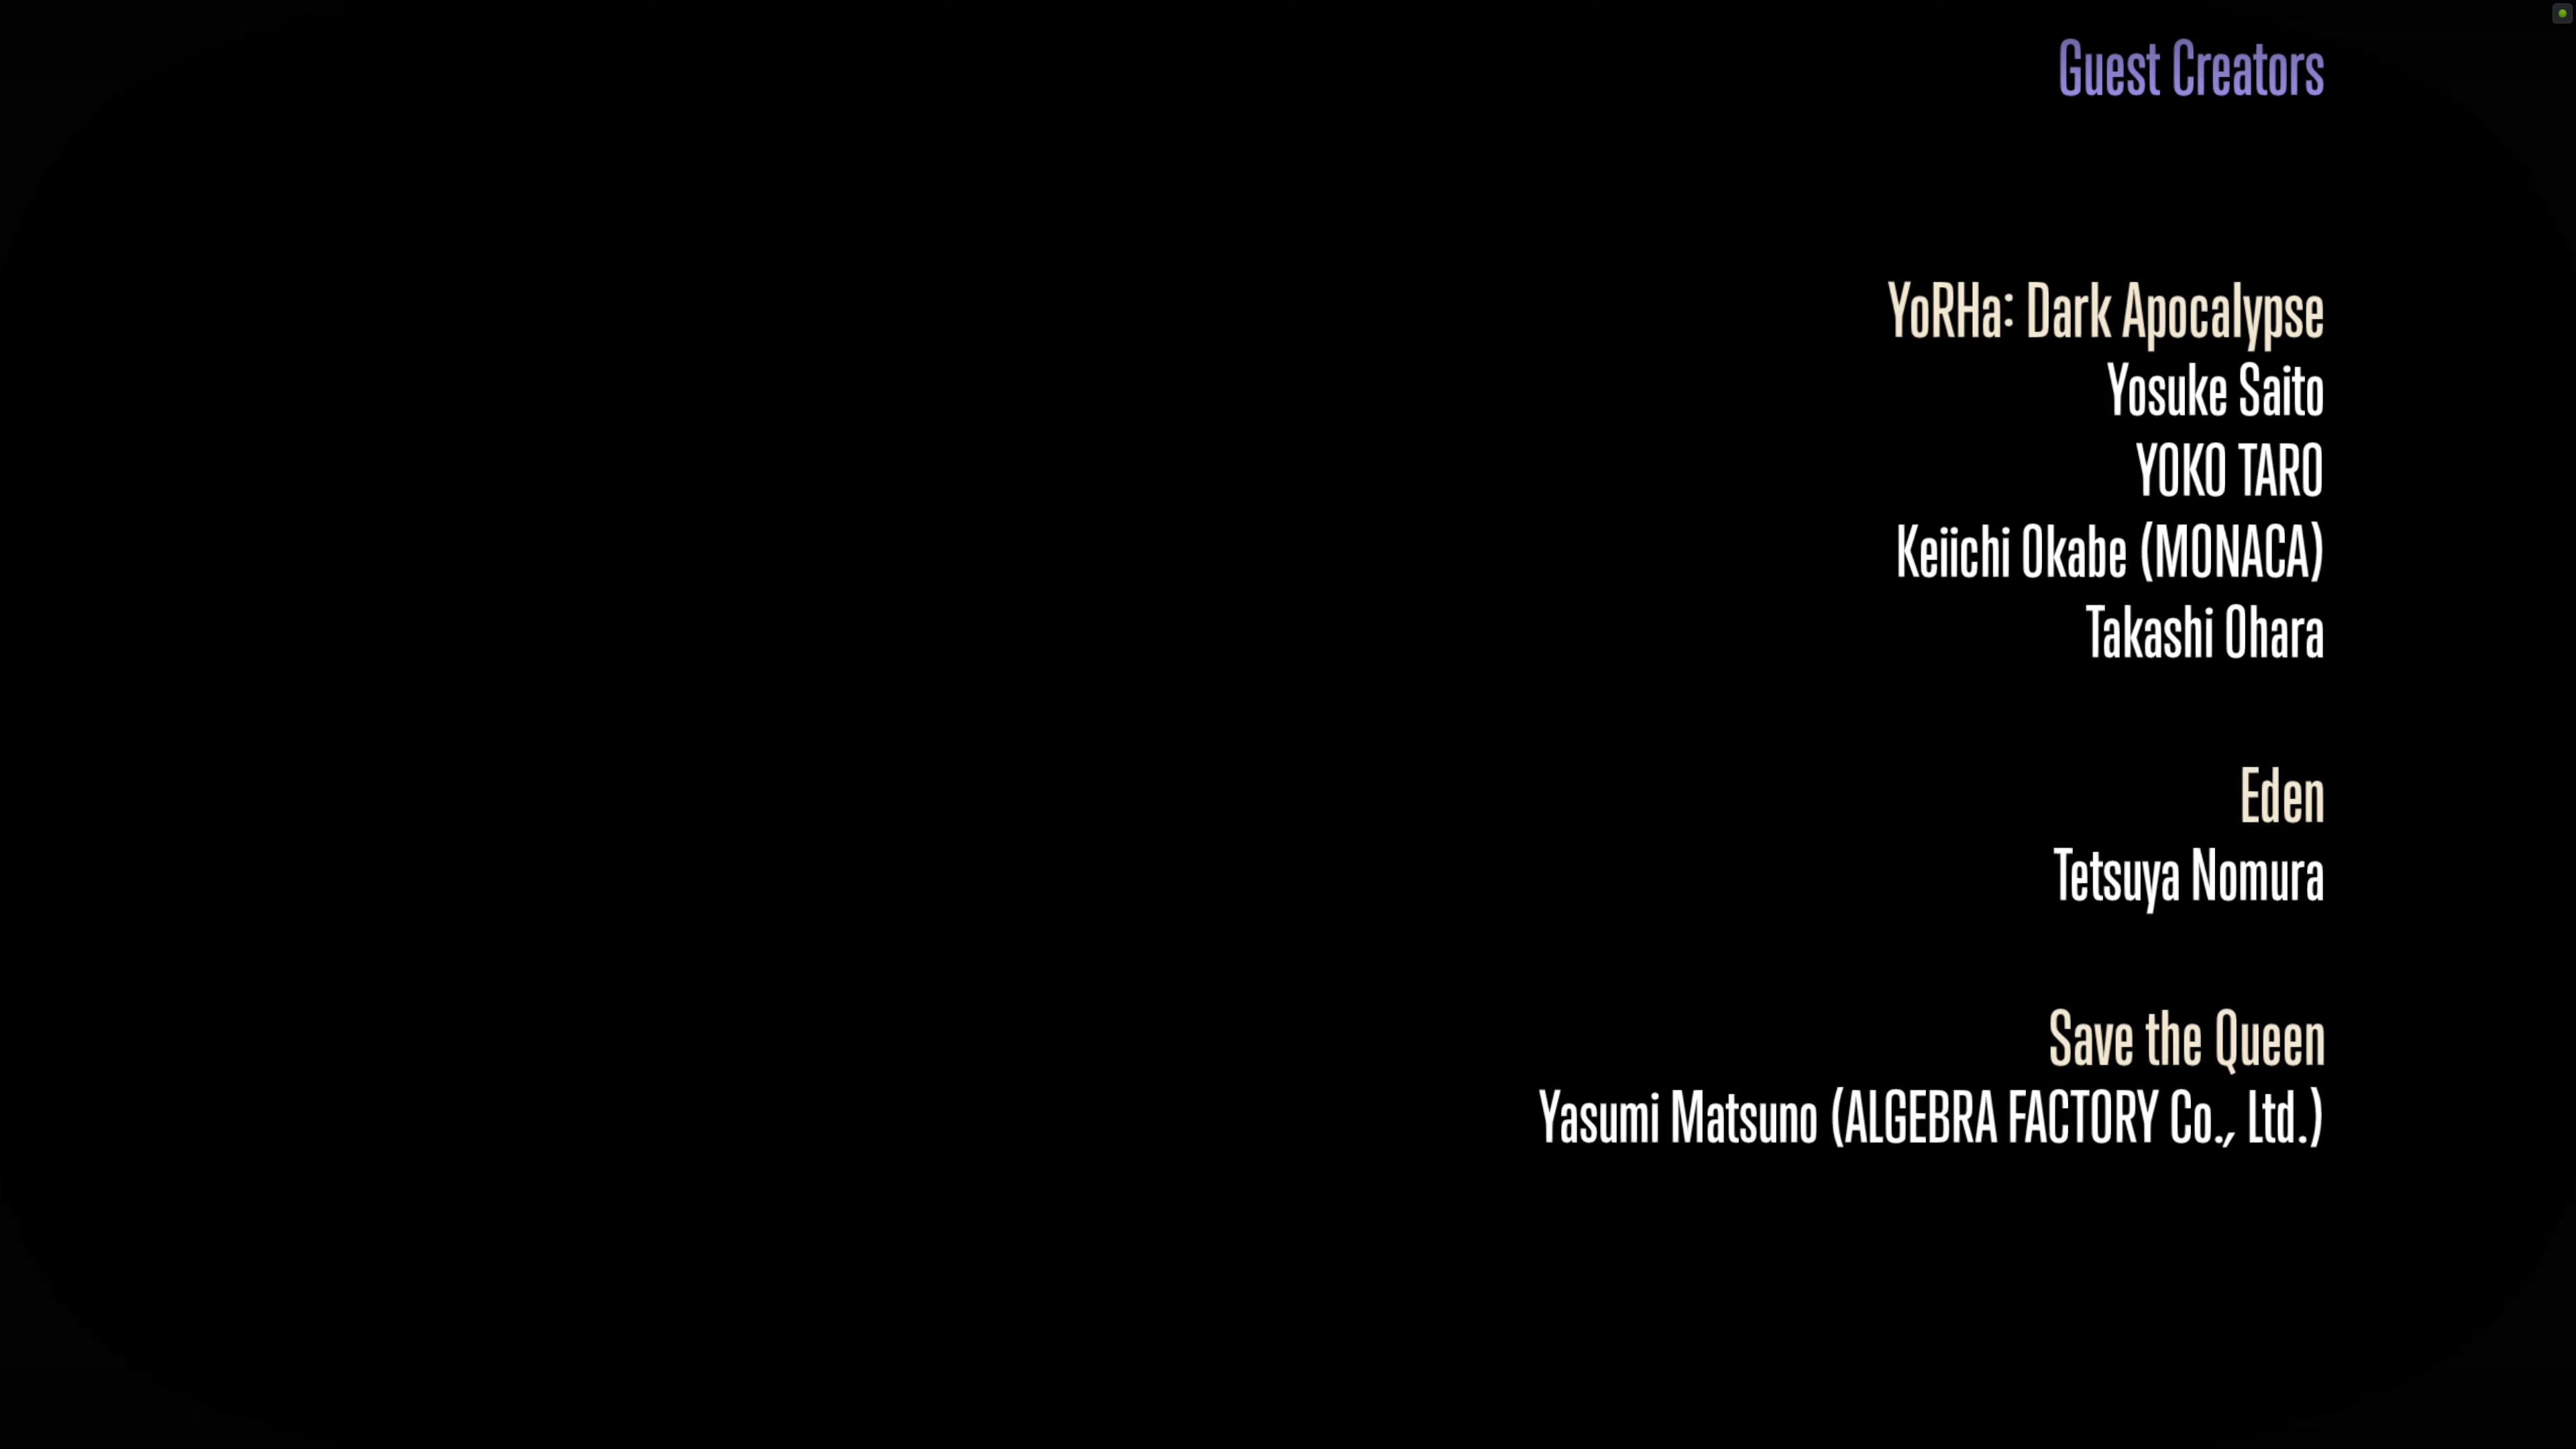 Guest Creators
YoRHa: Dark Apocalypse
Yosuke Saito
YOKO TARO
Keiichi Okabe (MONACA)
Takashi Ohara
Eden
Tetsuya Nomura
Save the Queen
Yasumi Matsuno (ALGEBRA FACTORY Co., Ltd.)